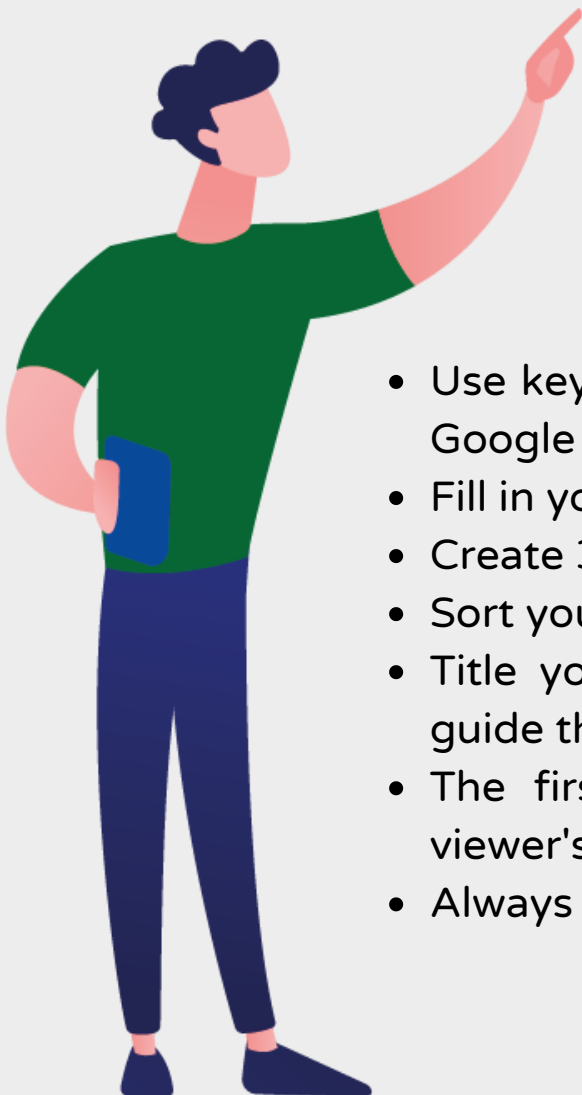 • Use key
Google
• Fill in yo
• Create
• Sort you
• Title yo
guide th
• The firs
viewer's
• Always